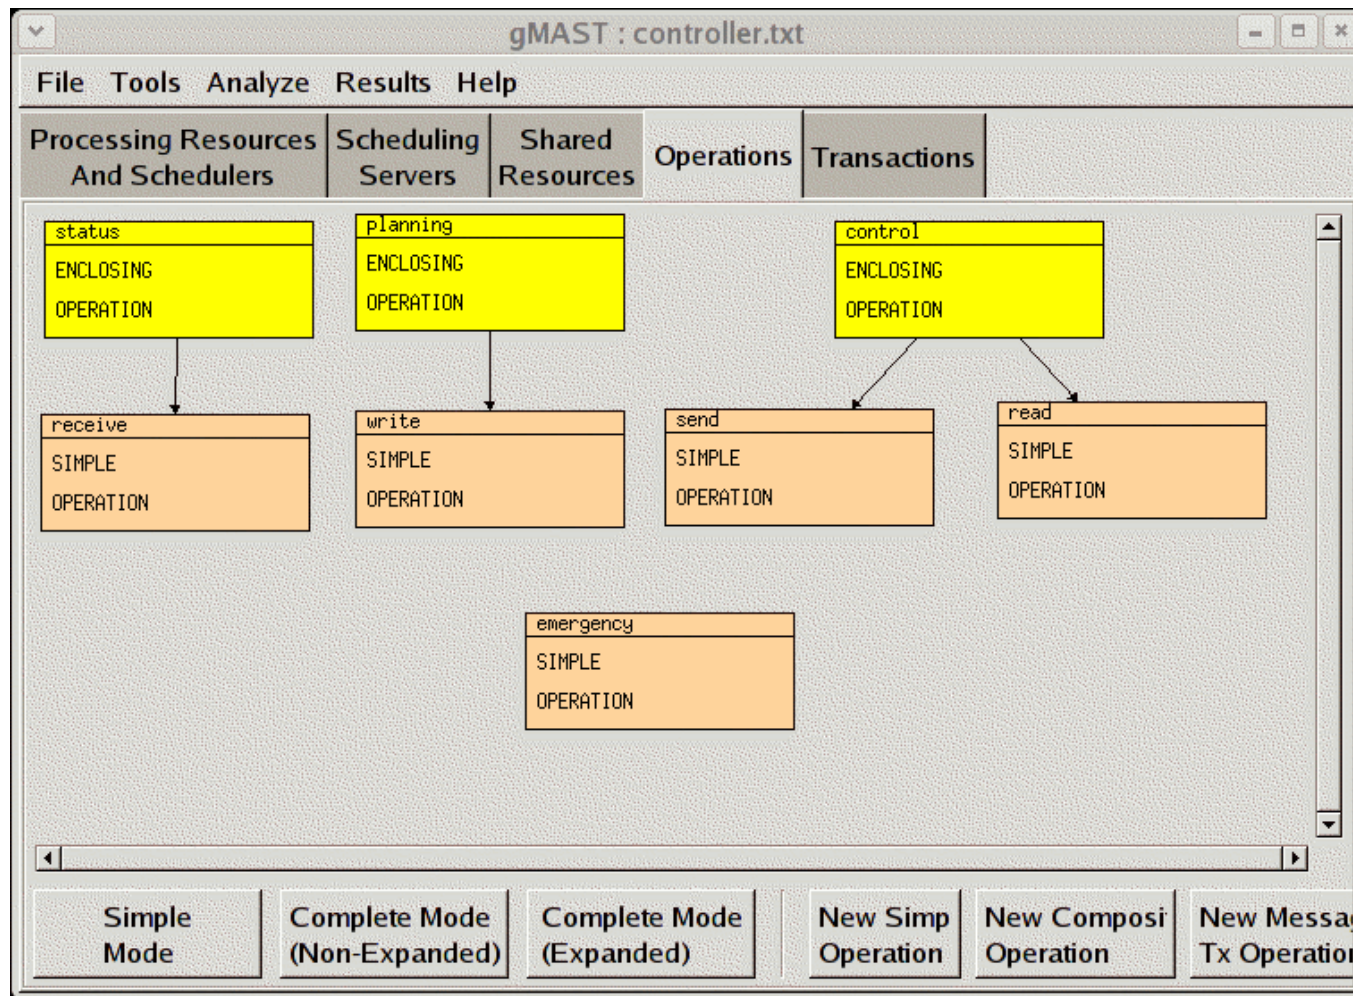 gMAST : controller.txt
File Tools Analyze Results Help
Processing Resources
And Schedulers
Scheduling
Servers
Shared
Resources
Operations
Transactions
status
ENCLOSING
OPERATION
planning
ENCLOSING
OPERATION
control
ENCLOSING
OPERATION
receive
SIMPLE
OPERATION
write
SIMPLE
OPERATION
send
SIMPLE
OPERATION
read
SIMPLE
OPERATION
emergency
SIMPLE
OPERATION
Simple
Mode
Complete Mode
(Non-Expanded)
Complete Mode
(Expanded)
New Simp
Operation
New Composi
Operation
New Messag
Tx Operation